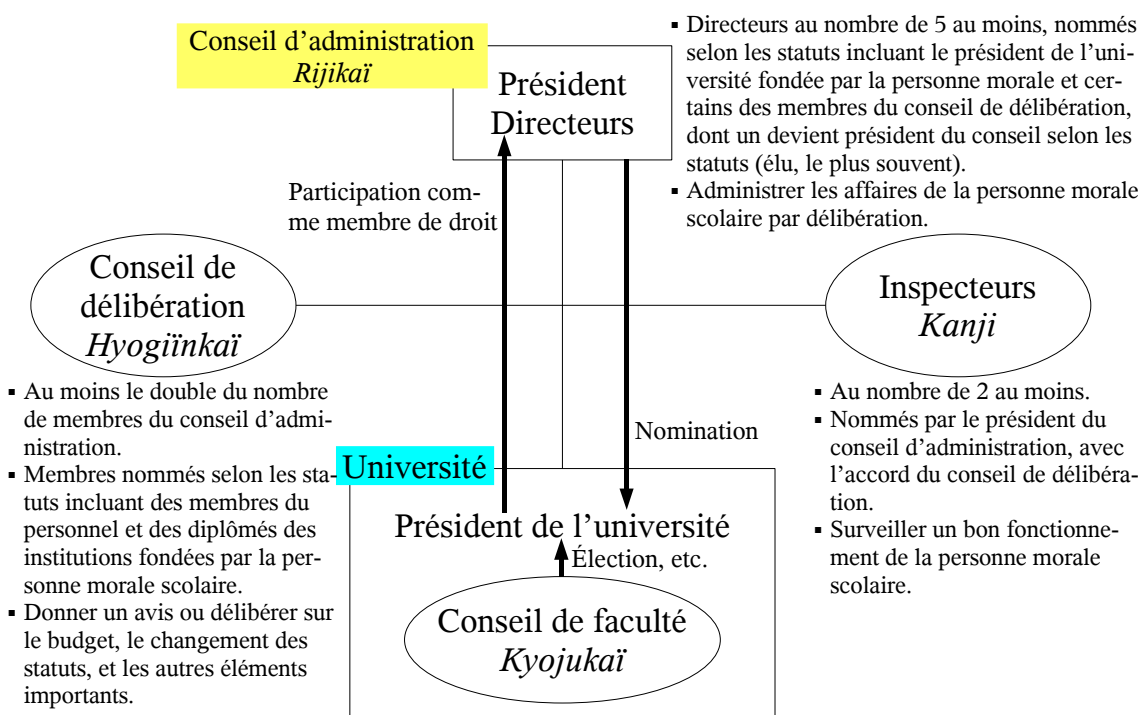 Conseil d’administration
Rijikaï
Président
Directeurs
▪ Directeurs au nombre de 5 au moins, nommés
selon les statuts incluant le président de l’uni-
versité fondée par la personne morale et cer-
tains des membres du conseil de délibération,
dont un devient président du conseil selon les
statuts (élu, le plus souvent).
▪ Administrer les affaires de la personne morale
scolaire par délibération.
Participation com-
me membre de droit
Conseil de
délibération
Hyogiïnkaï
Inspecteurs
Kanji
▪ Au moins le double du nombre
de membres du conseil d’admi-
nistration.
▪ Membres nommés selon les sta-
tuts incluant des membres du
personnel et des diplômés des
institutions fondées par la per-
sonne morale scolaire.
▪ Donner un avis ou délibérer sur
le budget, le changement des
statuts, et les autres éléments
importants.
▪ Au nombre de 2 au moins.
▪ Nommés par le président du
conseil d’administration, avec
l’accord du conseil de délibéra-
tion.
▪ Surveiller un bon fonctionne-
ment de la personne morale
scolaire.
Nomination
Université
Président de l’université
Élection, etc.
Conseil de faculté
Kyojukaï